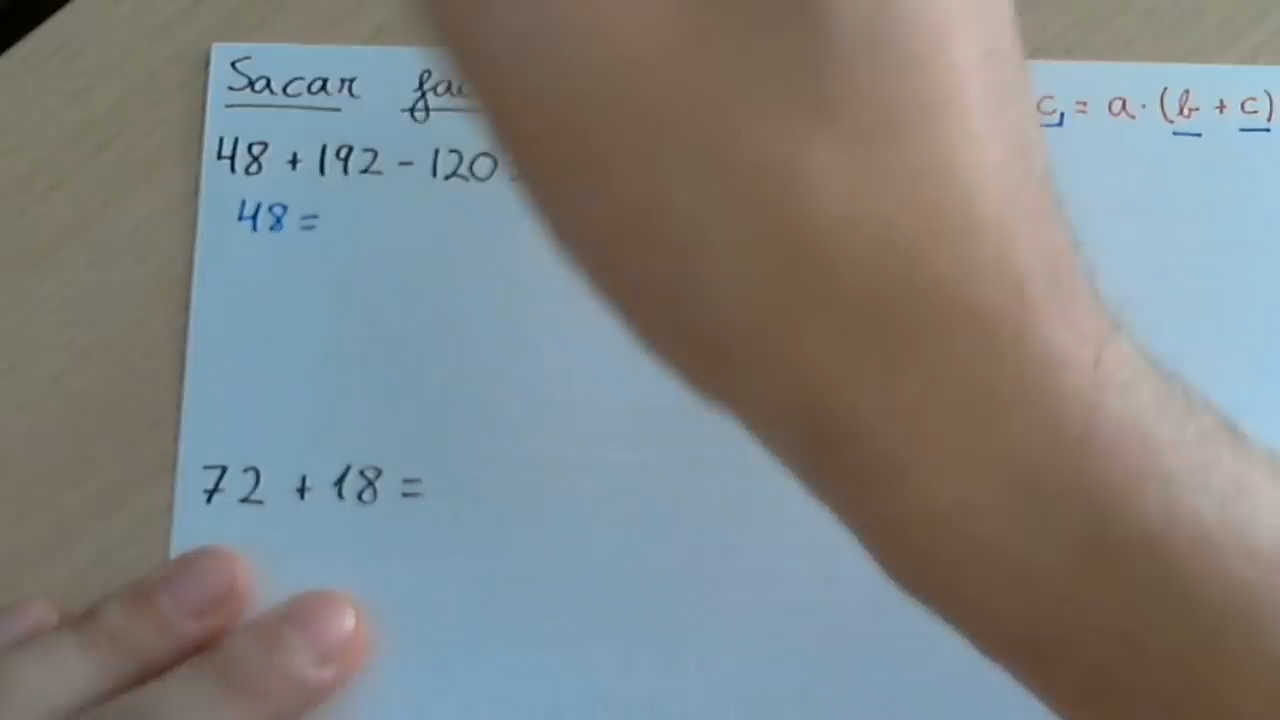 Sacar
c, = a · (b + c)
48 + 192 - 120
48 =
72 + 18 =